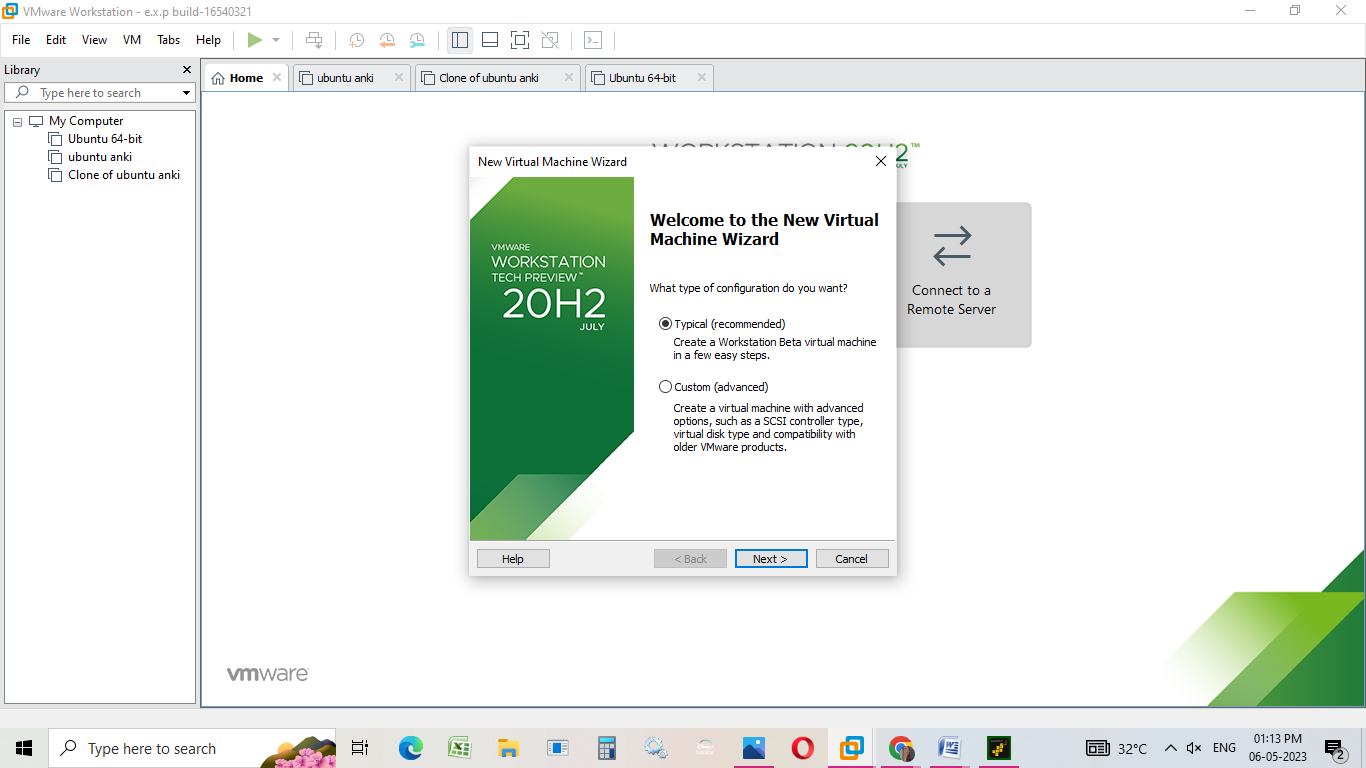 VMware Workstation - e.x.p build-16540321
File Edit View VM Tabs Help
Library
Type here to search
My Computer
Ubuntu 64-bit
ubuntu anki
Clone of ubuntu anki
Home
ubuntu anki
Clone of ubuntu anki
Ubuntu 64-bit
WORKSTATION 20H2™
JULY
New Virtual Machine Wizard
VMWARE
WORKSTATION
TECH PREVIEW™
20H2
JULY
Welcome to the New Virtual
Machine Wizard
What type of configuration do you want?
Typical (recommended)
Create a Workstation Beta virtual machine
in a few easy steps.
Custom (advanced)
Create a virtual machine with advanced
options, such as a SCSI controller type,
virtual disk type and compatibility with
older VMware products.
Help
< Back
Next >
Cancel
Connect to a
Remote Server
vmware
Type here to search
32°C
ENG
01:13 PM
06-05-2023
2